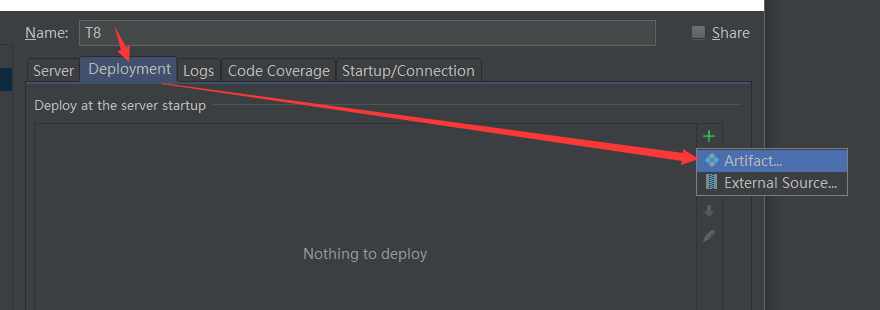 Name: T8 Share
Server Deployment Logs Code Coverage Startup/Connection
Deploy at the server startup
Artifact...
External Source...
Nothing to deploy